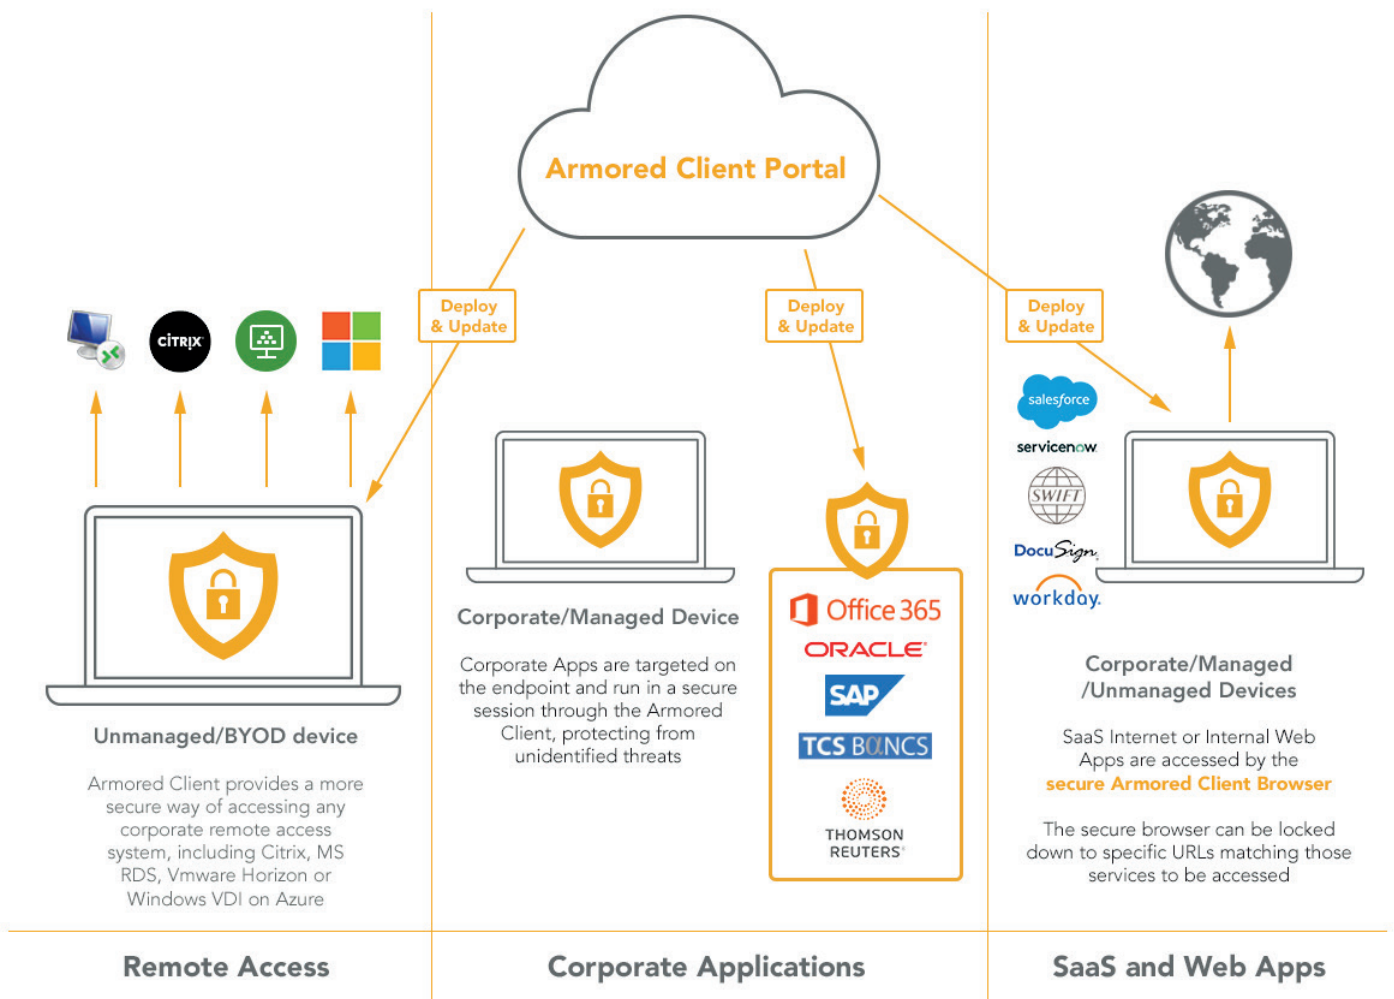 Armored Client Portal
Deploy
& Update
Deploy
& Update
Deploy
& Update
CİTRIX
Unmanaged/BYOD device
Armored Client provides a more
secure way of accessing any
corporate remote access
system, including Citrix, MS
RDS, Vmware Horizon or
Windows VDI on Azure
Remote Access
Corporate/Managed Device
Corporate Apps are targeted on
the endpoint and run in a secure
session through the Armored
Client, protecting from
unidentified threats
Office 365
ORACLE®
SAP
TCS BαNCS
THOMSON
REUTERS®
Corporate Applications
salesforce
servicenow
SWIFT
DocuSign
workday.
Corporate/Managed
/Unmanaged Devices
SaaS Internet or Internal Web
Apps are accessed by the
secure Armored Client Browser
The secure browser can be locked
down to specific URLs matching those
services to be accessed
SaaS and Web Apps